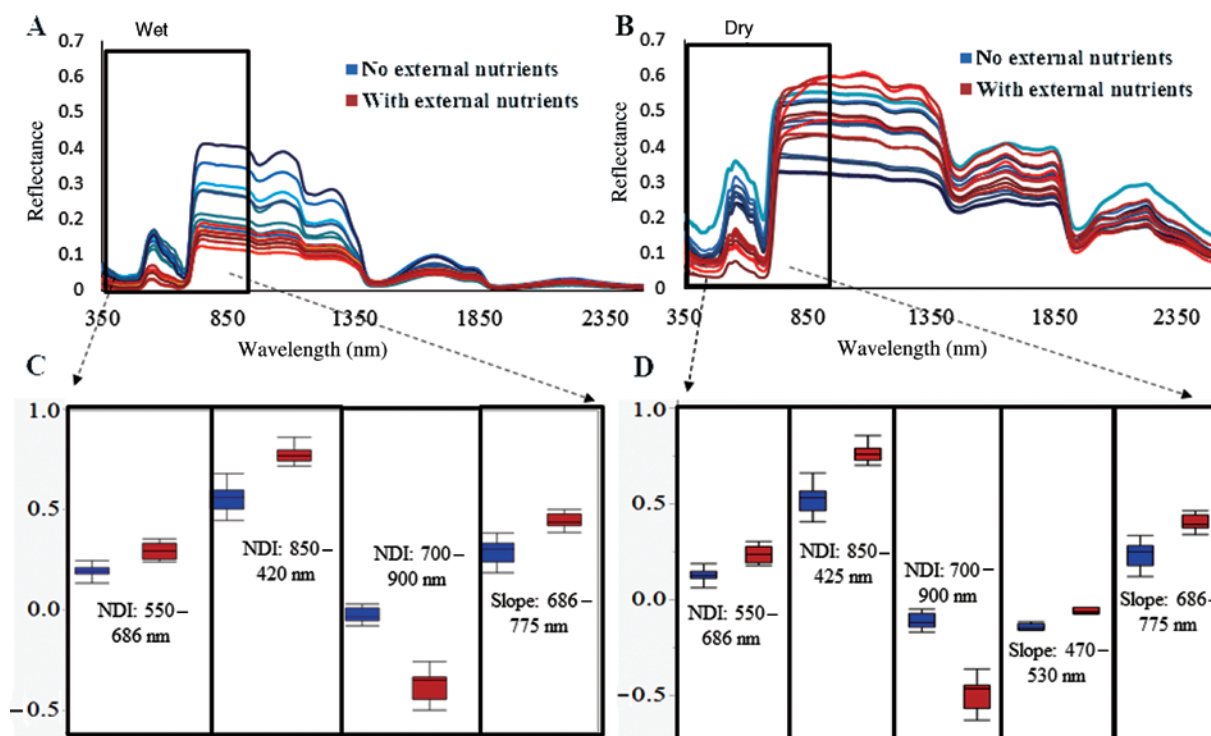 A
Wet
0.7
0.6
0.5
0.4
0.3
0.2
0.1
0
Reflectance
No external nutrients
With external nutrients
350
850
1350
1850
2350
Wavelength (nm)
B
Dry
0.7
0.6
0.5
0.4
0.3
0.2
0.1
0
Reflectance
No external nutrients
With external nutrients
350
850
1350
1850
2350
Wavelength (nm)
C
1.0
0.5
0.0
−0.5
NDI: 550–
686 nm
NDI: 850–
420 nm
NDI: 700–
900 nm
Slope: 686–
775 nm
D
1.0
0.5
0.0
−0.5
NDI: 550–
686 nm
NDI: 850–
425 nm
NDI: 700–
900 nm
Slope: 470–
530 nm
Slope: 686–
775 nm